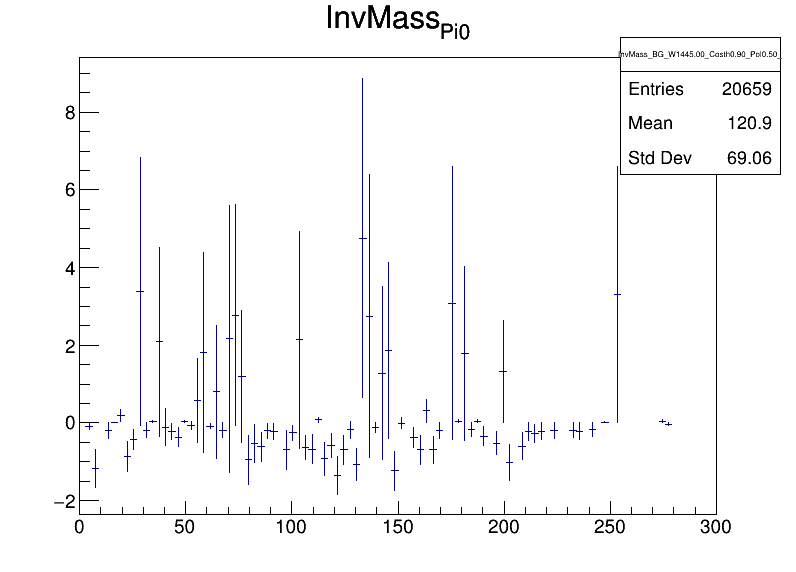 InvMass_Pi0
InvMass_BG_W1445.00_Costh0.90_Pol0.50_
Entries 20659
Mean 120.9
Std Dev 69.06
8
6
4
2
0
−2
0 50 100 150 200 250 300